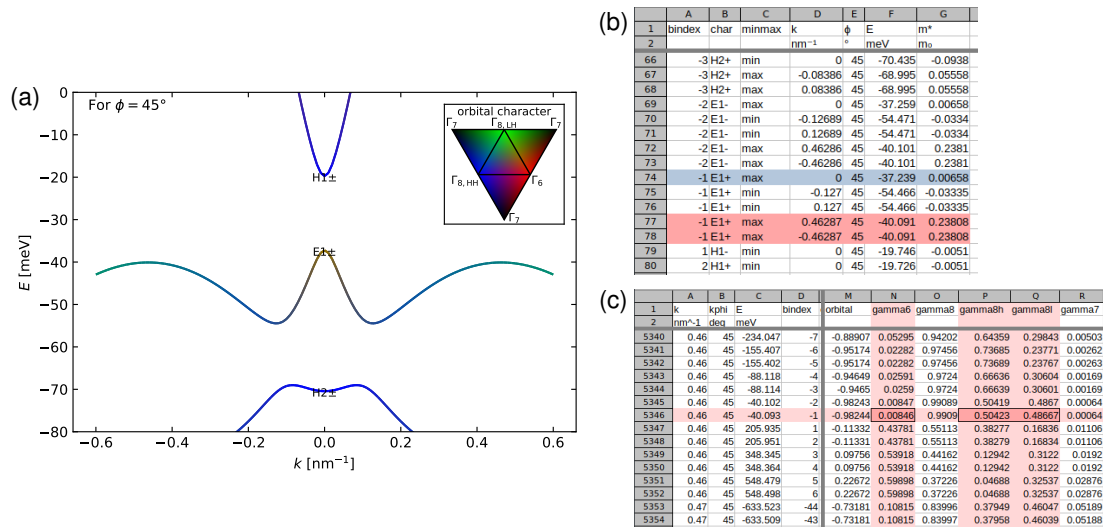 (a)
For ϕ = 45°
orbital character
Γ7 Γ8, LH Γ7
Γ8, HH Γ6
Γ7
H1±
E1±
H2±
0
−10
−20
−30
−40
−50
−60
−70
−80
E [meV]
−0.6 −0.4 −0.2 0.0 0.2 0.4 0.6
k [nm−1]
(b)
A B C D E F G
1 bindex char minmax k ϕ E m*
2 nm⁻¹ ° meV m₀
66 -3 H2+ min 0 45 -70.435 -0.0938
67 -3 H2+ max -0.08386 45 -68.995 0.05558
68 -3 H2+ max 0.08386 45 -68.995 0.05558
69 -2 E1- max 0 45 -37.259 0.00658
70 -2 E1- min -0.12689 45 -54.471 -0.0334
71 -2 E1- min 0.12689 45 -54.471 -0.0334
72 -2 E1- max 0.46286 45 -40.101 0.2381
73 -2 E1- max -0.46286 45 -40.101 0.2381
74 -1 E1+ max 0 45 -37.239 0.00658
75 -1 E1+ min -0.127 45 -54.466 -0.03335
76 -1 E1+ min 0.127 45 -54.466 -0.03335
77 -1 E1+ max 0.46287 45 -40.091 0.23808
78 -1 E1+ max -0.46287 45 -40.091 0.23808
79 1 H1- min 0 45 -19.746 -0.0051
80 2 H1+ min 0 45 -19.726 -0.0051
(c)
A B C D M N O P Q R
1 k kphi E bindex orbital gamma6 gamma8 gamma8h gamma8l gamma7
2 nm^-1 deg meV
5340 0.46 45 -234.047 -7 -0.88907 0.05295 0.94202 0.64359 0.29843 0.00503
5341 0.46 45 -155.407 -6 -0.95174 0.02282 0.97456 0.73685 0.23771 0.00262
5342 0.46 45 -155.402 -5 -0.95174 0.02282 0.97456 0.73689 0.23767 0.00263
5343 0.46 45 -88.118 -4 -0.94649 0.02591 0.9724 0.66636 0.30604 0.00169
5344 0.46 45 -88.114 -3 -0.9465 0.0259 0.9724 0.66639 0.30601 0.00169
5345 0.46 45 -40.102 -2 -0.98243 0.00847 0.99089 0.50419 0.4867 0.00064
5346 0.46 45 -40.093 -1 -0.98244 0.00846 0.9909 0.50423 0.48667 0.00064
5347 0.46 45 205.935 1 -0.11332 0.43781 0.55113 0.38277 0.16836 0.01106
5348 0.46 45 205.951 2 -0.11331 0.43781 0.55113 0.38279 0.16834 0.01106
5349 0.46 45 348.345 3 0.09756 0.53918 0.44162 0.12942 0.3122 0.0192
5350 0.46 45 348.364 4 0.09756 0.53918 0.44162 0.12942 0.3122 0.0192
5351 0.46 45 548.479 5 0.22672 0.59898 0.37226 0.04688 0.32537 0.02876
5352 0.46 45 548.498 6 0.22672 0.59898 0.37226 0.04688 0.32537 0.02876
5353 0.47 45 -633.523 -44 -0.73181 0.10815 0.83996 0.37949 0.46047 0.05189
5354 0.47 45 -633.509 -43 -0.73181 0.10815 0.83997 0.37958 0.46039 0.05188